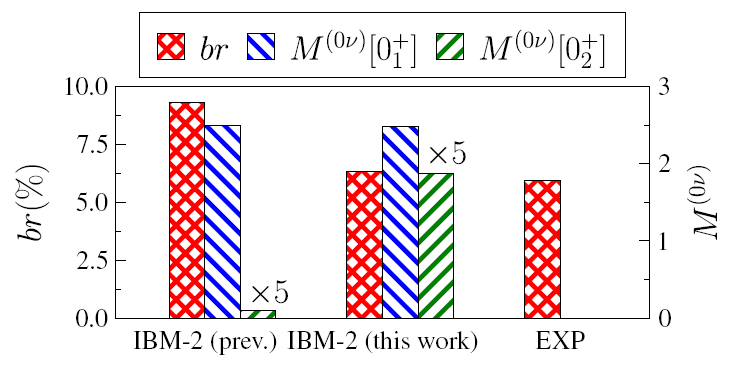 br M^{(0ν)}[0_1^+] M^{(0ν)}[0_2^+]
10.0
7.5
5.0
2.5
0.0
br(%)
×5
×5
3
2
1
0
M^{(0ν)}
IBM-2 (prev.) IBM-2 (this work) EXP